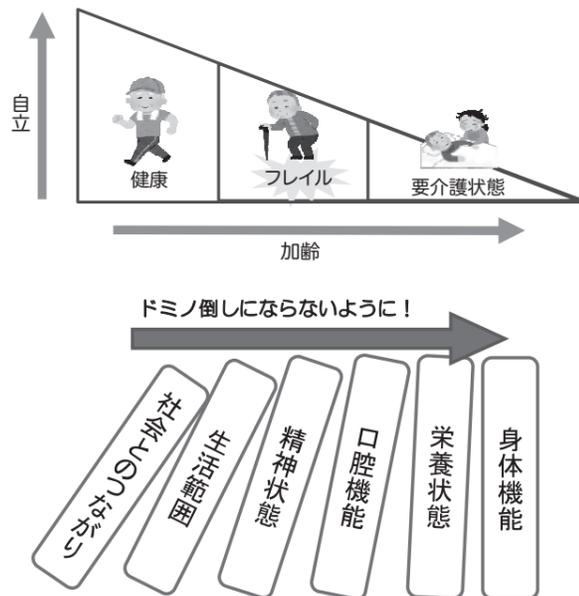 自立
健康
フレイル
要介護状態
加齢
ドミノ倒しにならないように！
社会とのつながり
生活範囲
精神状態
口腔機能
栄養状態
身体機能